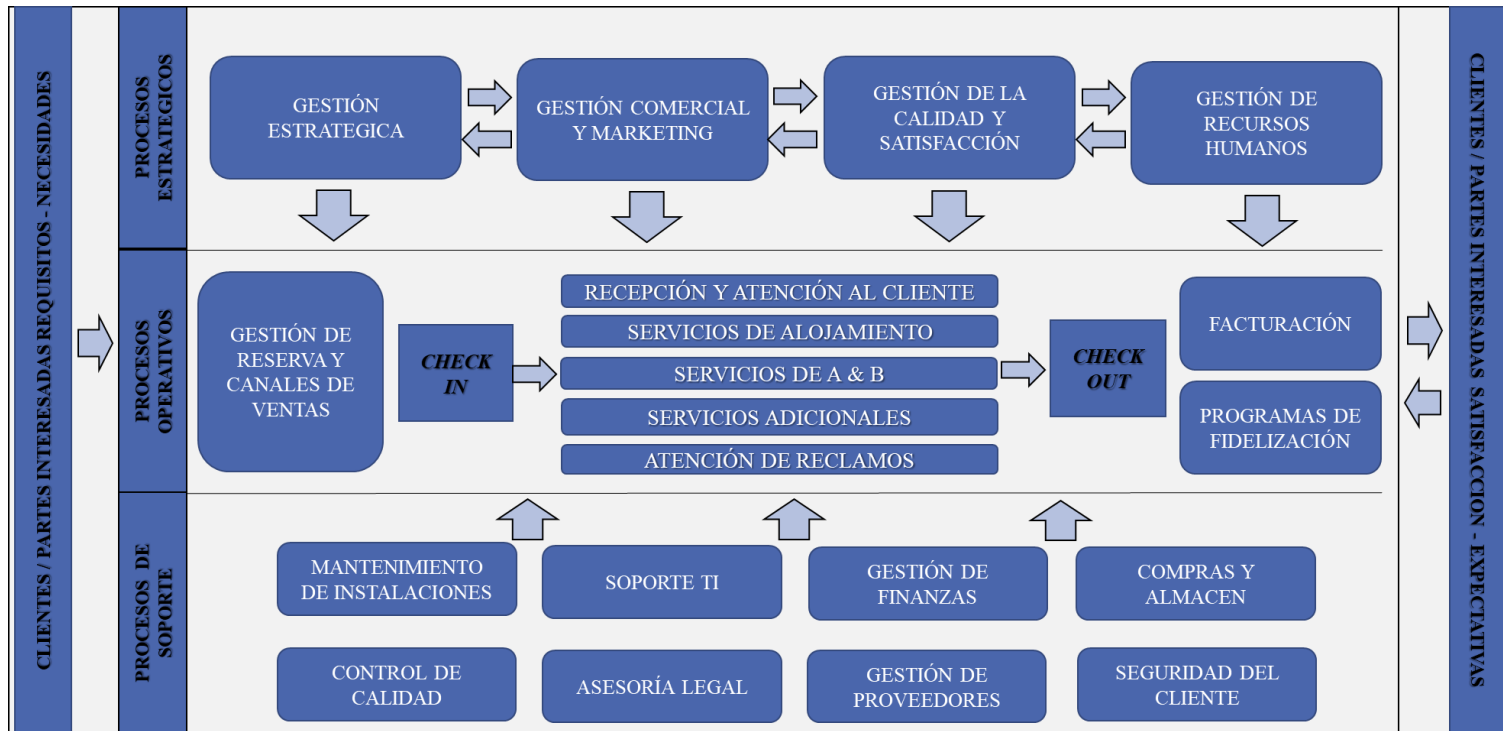 CLIENTES / PARTES INTERESADAS REQUISITOS - NECESIDADES
PROCESOS
ESTRATEGICOS
GESTIÓN
ESTRATEGICA
GESTIÓN COMERCIAL
Y MARKETING
GESTIÓN DE LA
CALIDAD Y
SATISFACCIÓN
GESTIÓN DE
RECURSOS
HUMANOS
PROCESOS
OPERATIVOS
GESTIÓN DE
RESERVA Y
CANALES DE
VENTAS
CHECK
IN
RECEPCIÓN Y ATENCIÓN AL CLIENTE
SERVICIOS DE ALOJAMIENTO
SERVICIOS DE A & B
SERVICIOS ADICIONALES
ATENCIÓN DE RECLAMOS
CHECK
OUT
FACTURACIÓN
PROGRAMAS DE
FIDELIZACIÓN
PROCESOS DE
SOPORTE
MANTENIMIENTO
DE INSTALACIONES
SOPORTE TI
GESTIÓN DE
FINANZAS
COMPRAS Y
ALMACEN
CONTROL DE
CALIDAD
ASESORÍA LEGAL
GESTIÓN DE
PROVEEDORES
SEGURIDAD DEL
CLIENTE
CLIENTES / PARTES INTERESADAS SATISFACCION - EXPECTATIVAS